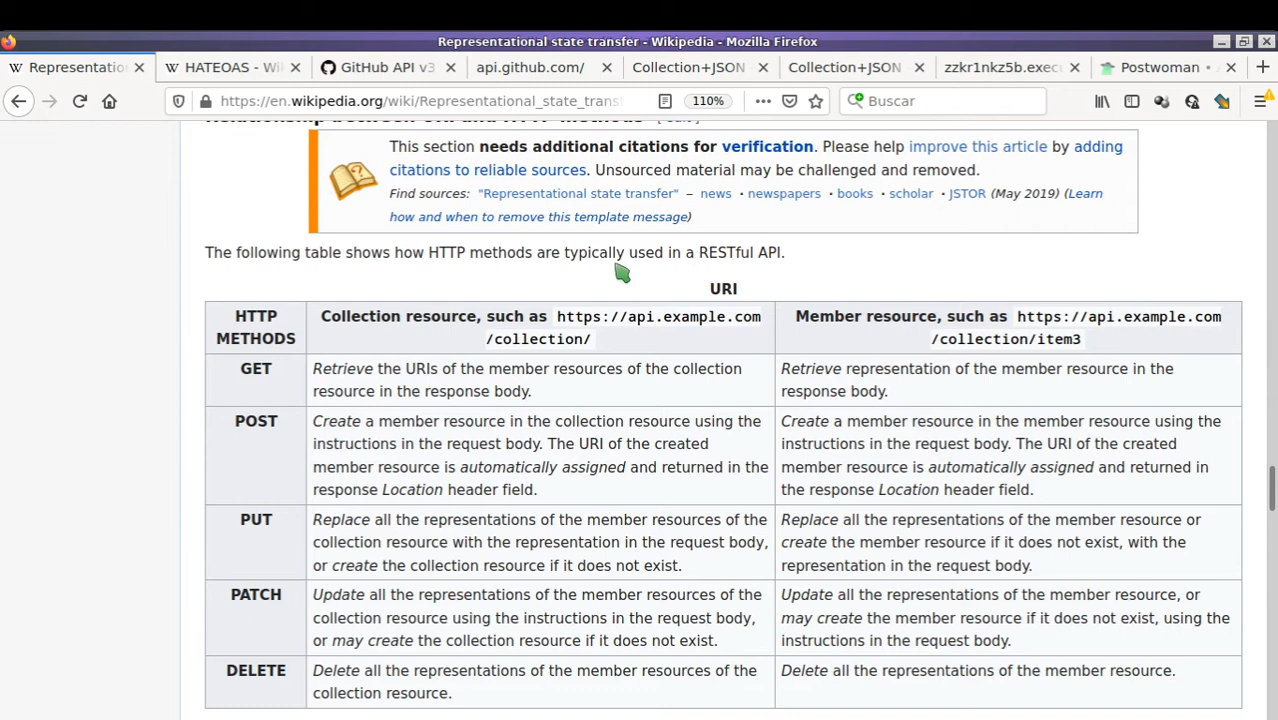 Representational state transfer - Wikipedia - Mozilla Firefox
Representatio
HATEOAS - Wi
GitHub API v3
api.github.com/
Collection+JSON
Collection+JSON
zzkr1nkz5b.exec
Postwoman •
https://en.wikipedia.org/wiki/Representational_state_transf
110%
Buscar
This section needs additional citations for verification. Please help improve this article by adding
citations to reliable sources. Unsourced material may be challenged and removed.
Find sources: "Representational state transfer" – news · newspapers · books · scholar · JSTOR (May 2019) (Learn
how and when to remove this template message)
The following table shows how HTTP methods are typically used in a RESTful API.
URI
HTTP
METHODS
Collection resource, such as https://api.example.com
/collection/
Member resource, such as https://api.example.com
/collection/item3
GET
Retrieve the URIs of the member resources of the collection
resource in the response body.
Retrieve representation of the member resource in the
response body.
POST
Create a member resource in the collection resource using the
instructions in the request body. The URI of the created
member resource is automatically assigned and returned in the
response Location header field.
Create a member resource in the member resource using the
instructions in the request body. The URI of the created
member resource is automatically assigned and returned in
the response Location header field.
PUT
Replace all the representations of the member resources of the
collection resource with the representation in the request body,
or create the collection resource if it does not exist.
Replace all the representations of the member resource or
create the member resource if it does not exist, with the
representation in the request body.
PATCH
Update all the representations of the member resources of the
collection resource using the instructions in the request body,
or may create the collection resource if it does not exist.
Update all the representations of the member resource, or
may create the member resource if it does not exist, using the
instructions in the request body.
DELETE
Delete all the representations of the member resources of the
collection resource.
Delete all the representations of the member resource.